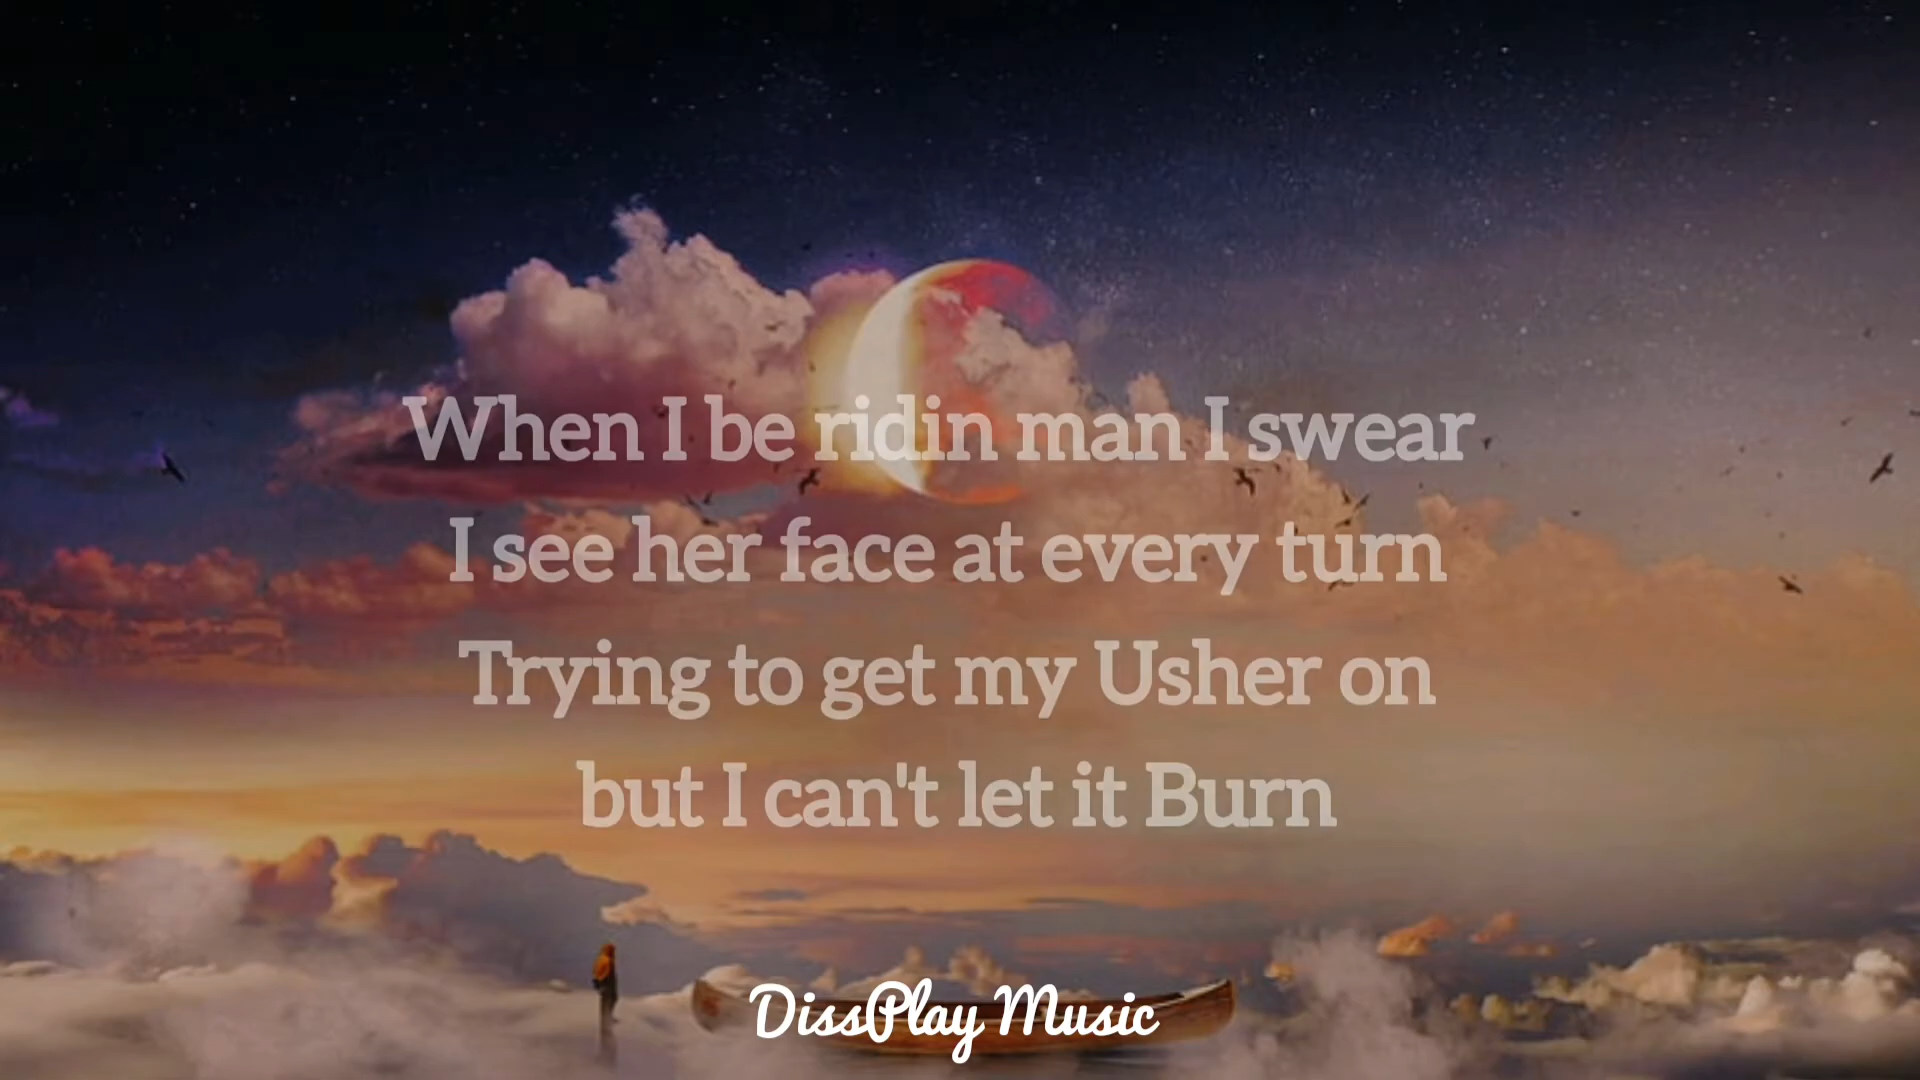 When I be ridin man I swear
I see her face at every turn
Trying to get my Usher on
but I can't let it Burn
DissPlay Music